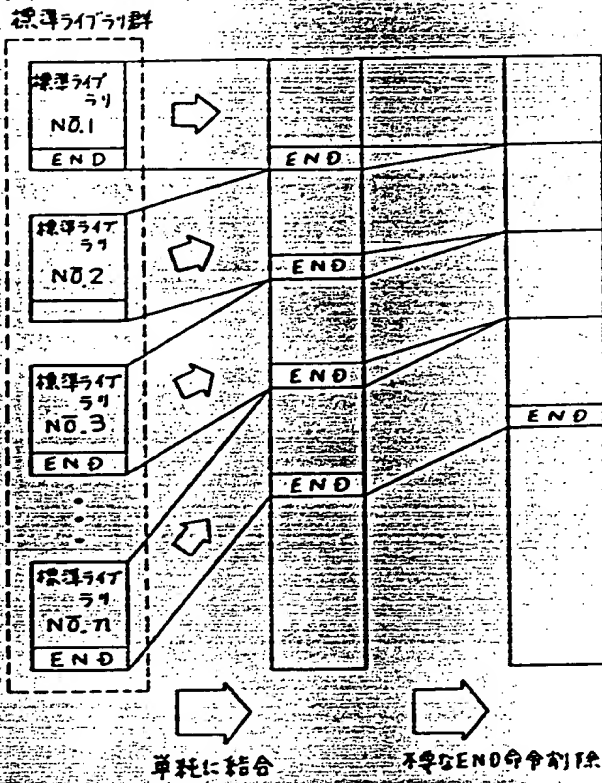 標準ライブラリ群
標準ライブ
ラリ
NO.1
END
標準ライブ
ラリ
NO.2
標準ライブ
ラリ
NO.3
END
標準ライブ
ラリ
NO.n
END
END
END
END
END
END
単純に結合
不要なEND命令削除